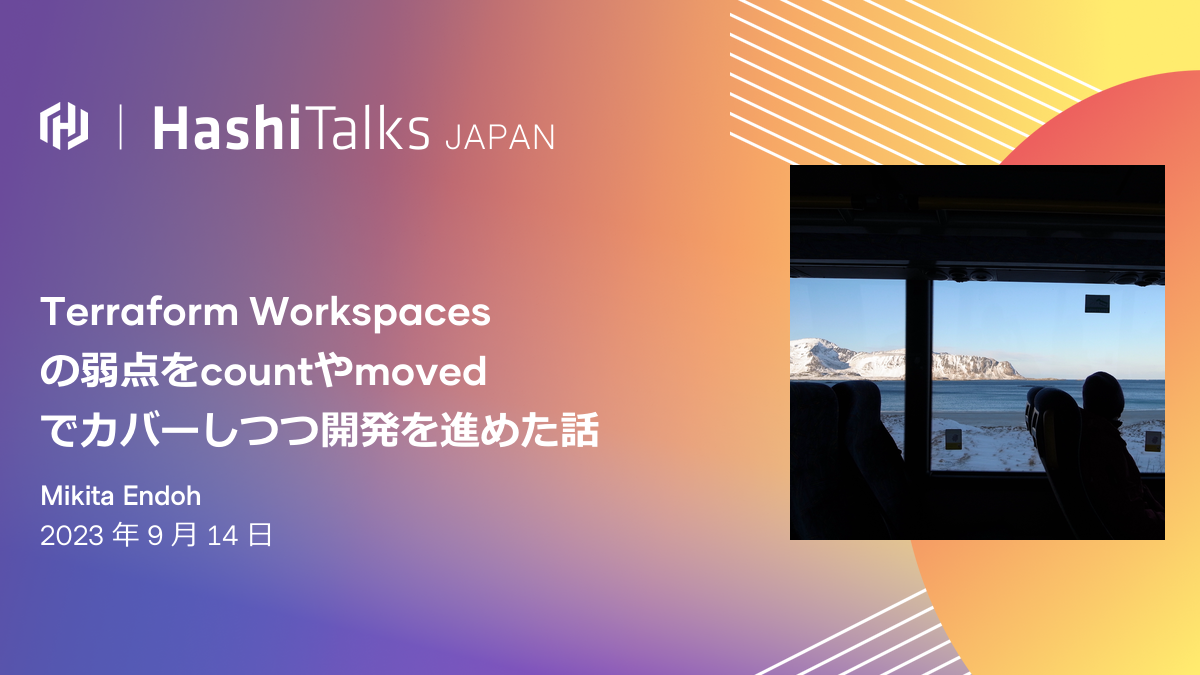 HashiTalks JAPAN
Terraform Workspaces
の弱点をcountやmoved
でカバーしつつ開発を進めた話
Mikita Endoh
2023 年 9 月 14 日